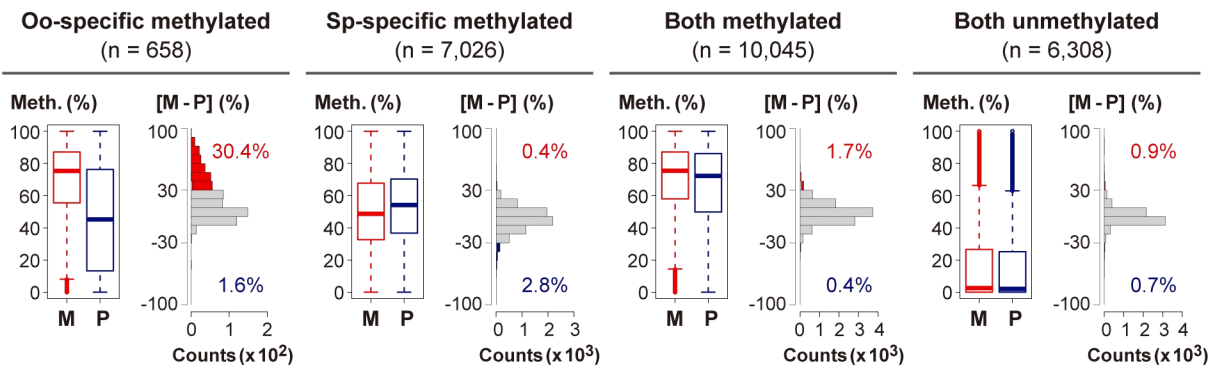 Oo-specific methylated
(n = 658)
Meth. (%) [M - P] (%)
100
80
60
40
20
0
M P
100
30
-30
-100
30.4%
1.6%
0 1 2
Counts (x 10²)
Sp-specific methylated
(n = 7,026)
Meth. (%) [M - P] (%)
100
80
60
40
20
0
M P
100
30
-30
-100
0.4%
2.8%
0 1 2 3
Counts (x 10³)
Both methylated
(n = 10,045)
Meth. (%) [M - P] (%)
100
80
60
40
20
0
M P
100
30
-30
-100
1.7%
0.4%
0 1 2 3 4
Counts (x 10³)
Both unmethylated
(n = 6,308)
Meth. (%) [M - P] (%)
100
80
60
40
20
0
M P
100
30
-30
-100
0.9%
0.7%
0 1 2 3 4
Counts (x 10³)